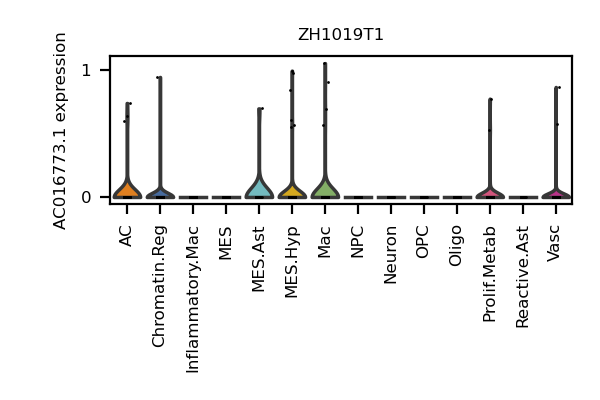 ZH1019T1
AC016773.1 expression
1
0
AC
Chromatin.Reg
Inflammatory.Mac
MES
MES.Ast
MES.Hyp
Mac
NPC
Neuron
OPC
Oligo
Prolif.Metab
Reactive.Ast
Vasc